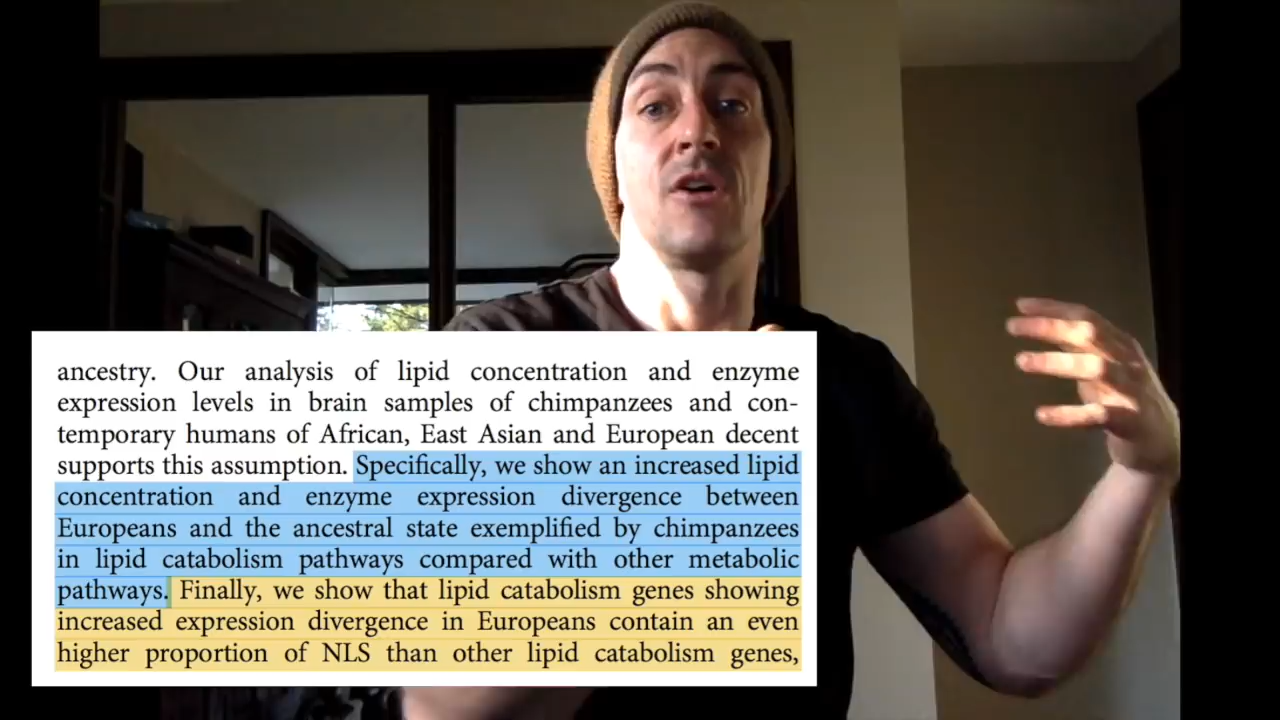 ancestry. Our analysis of lipid concentration and enzyme
expression levels in brain samples of chimpanzees and con-
temporary humans of African, East Asian and European decent
supports this assumption. Specifically, we show an increased lipid
concentration and enzyme expression divergence between
Europeans and the ancestral state exemplified by chimpanzees
in lipid catabolism pathways compared with other metabolic
pathways. Finally, we show that lipid catabolism genes showing
increased expression divergence in Europeans contain an even
higher proportion of NLS than other lipid catabolism genes,